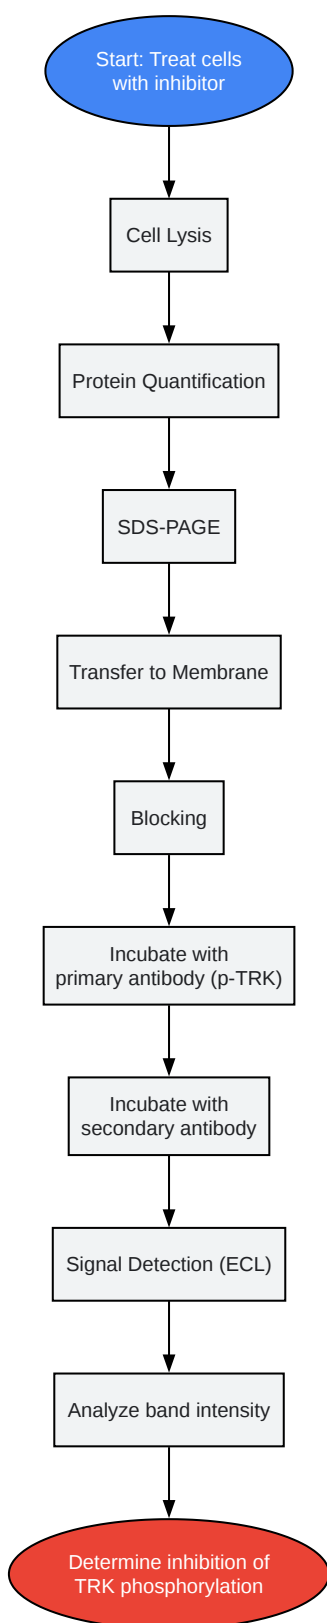 Start: Treat cells
with inhibitor
Cell Lysis
Protein Quantification
SDS-PAGE
Transfer to Membrane
Blocking
Incubate with
primary antibody (p-TRK)
Incubate with
secondary antibody
Signal Detection (ECL)
Analyze band intensity
Determine inhibition of
TRK phosphorylation